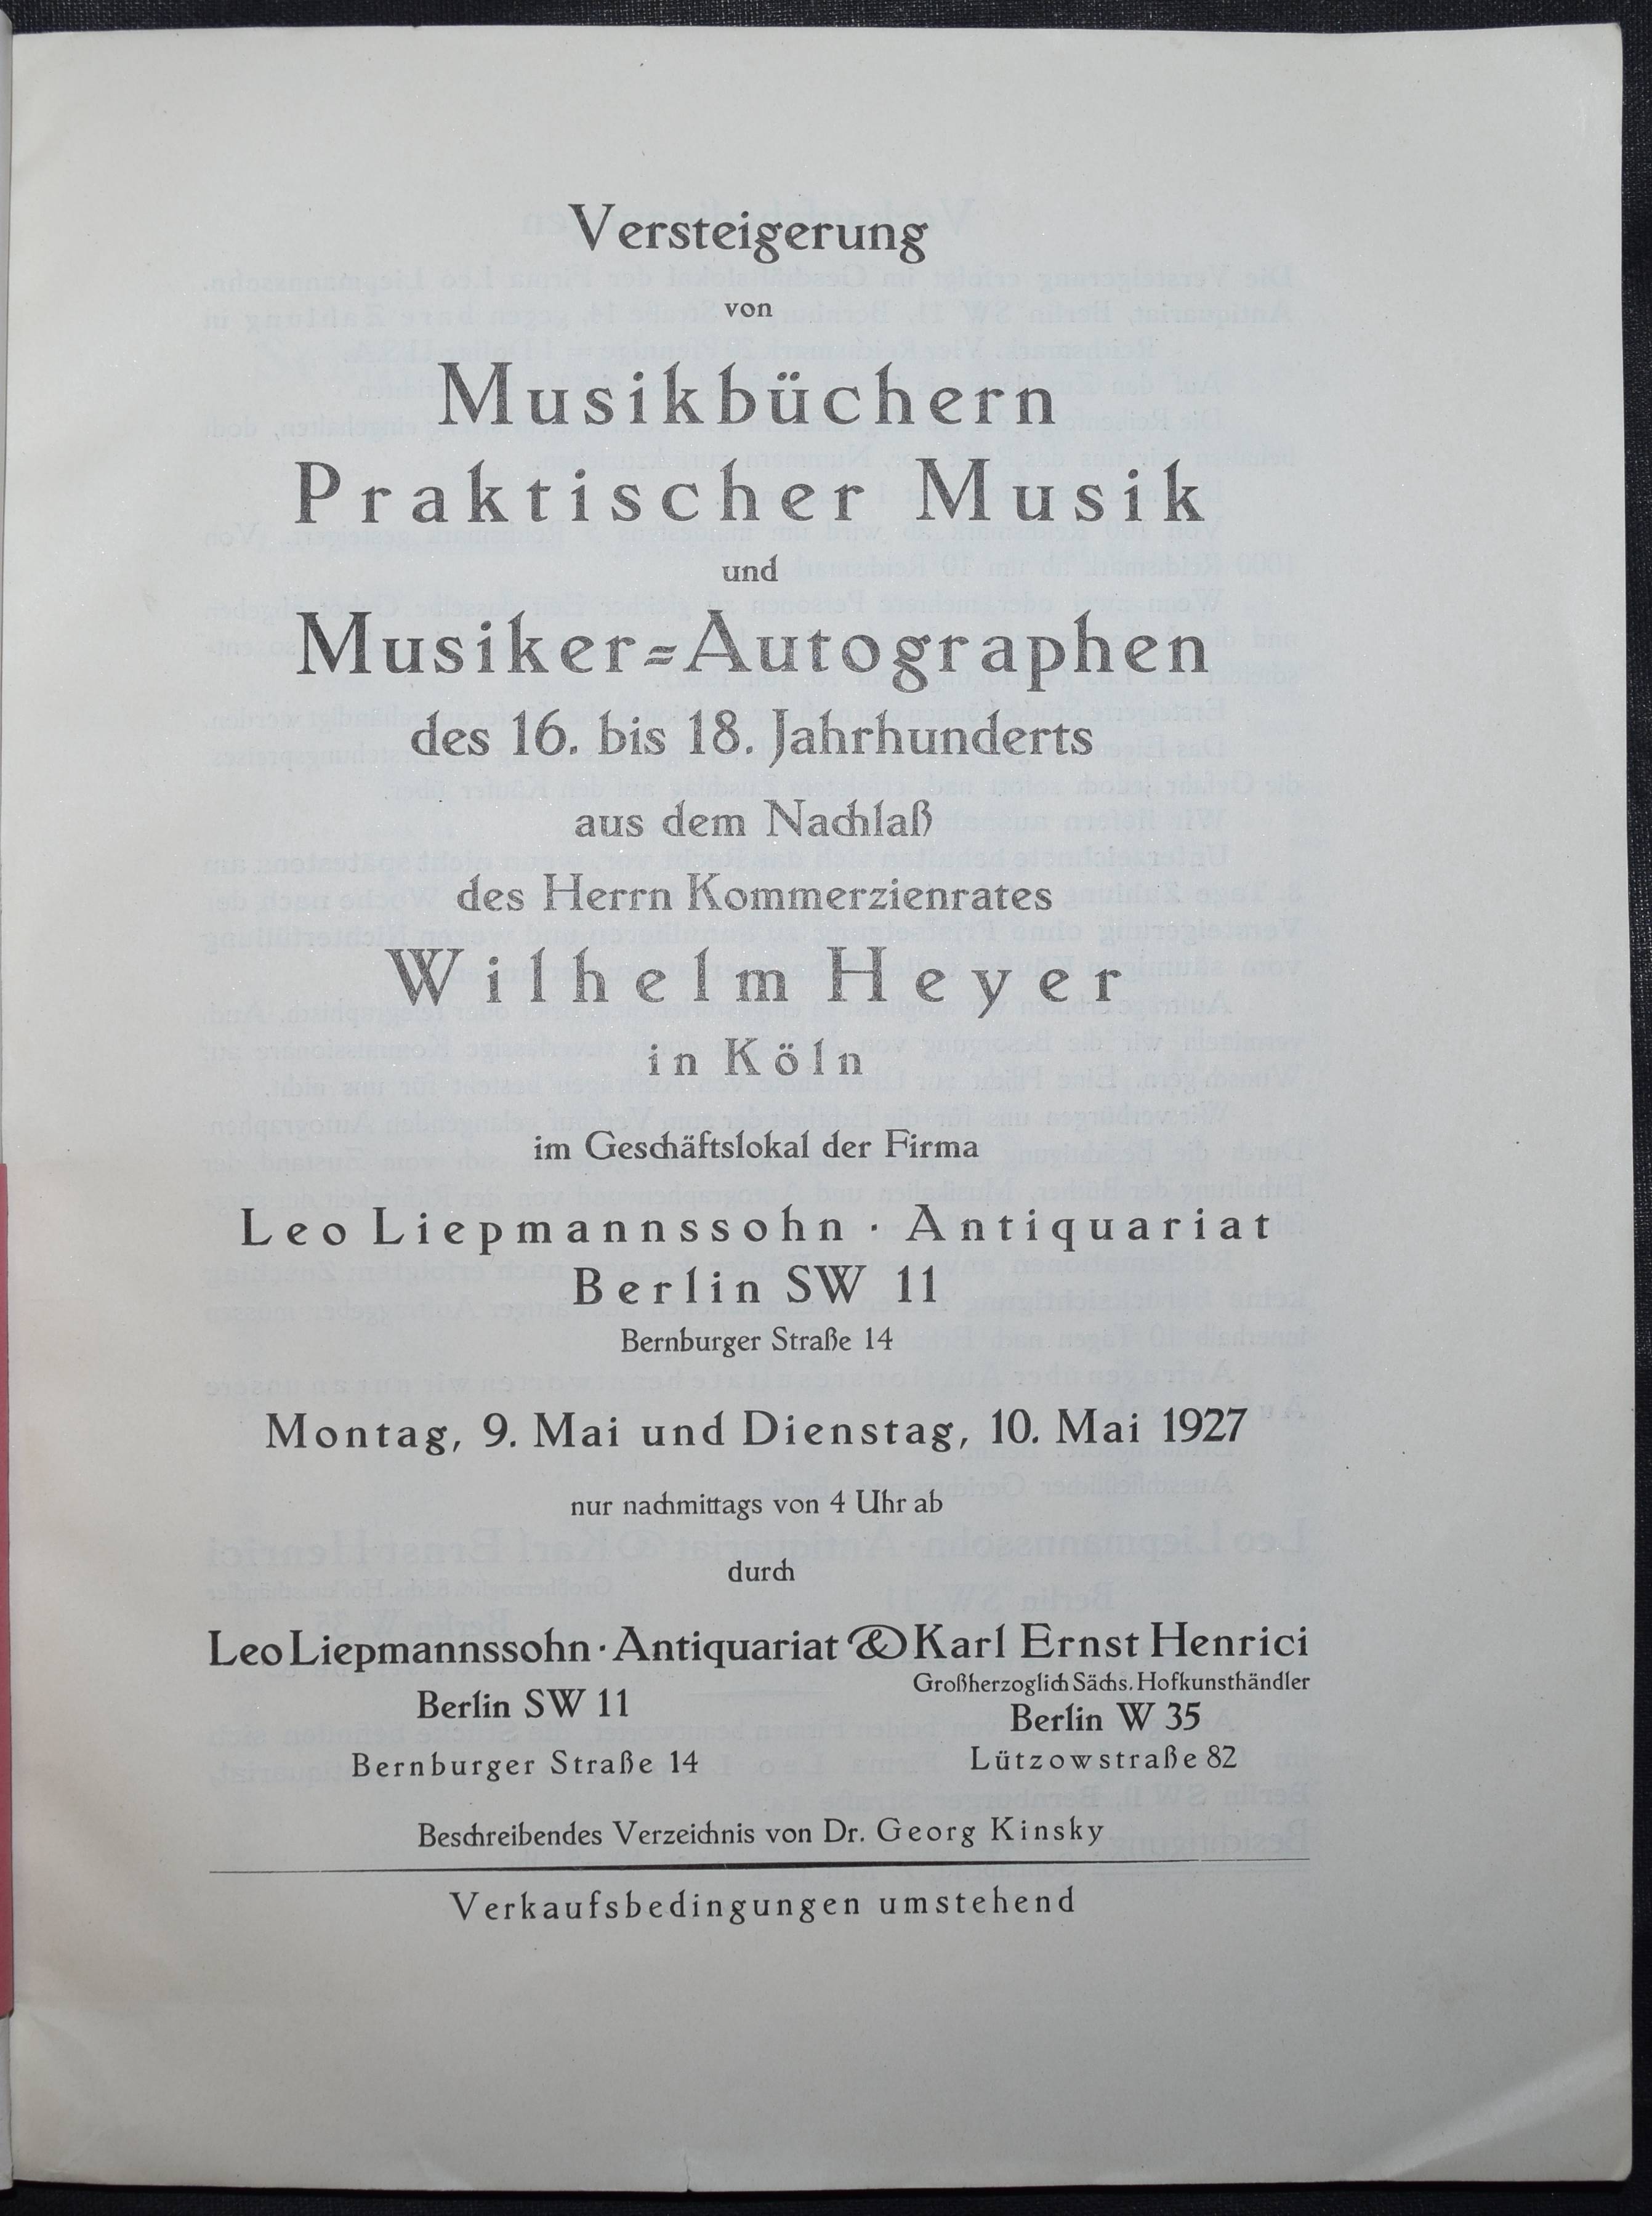 Versteigerung
von
Musikbüchern
Praktischer Musik
und
Musiker=Autographen
des 16. bis 18. Jahrhunderts
aus dem Nachlaß
des Herrn Kommerzienrates
Wilhelm Heyer
in Köln
im Geschäftslokal der Firma
Leo Liepmannssohn · Antiquariat
Berlin SW 11
Bernburger Straße 14
Montag, 9. Mai und Dienstag, 10. Mai 1927
nur nachmittags von 4 Uhr ab
durch
Leo Liepmannssohn · Antiquariat & Karl Ernst Henrici
Großherzoglich Sächs. Hofkunsthändler
Berlin SW 11
Berlin W 35
Bernburger Straße 14
Lützowstraße 82
Beschreibendes Verzeichnis von Dr. Georg Kinsky
Verkaufsbedingungen umstehend